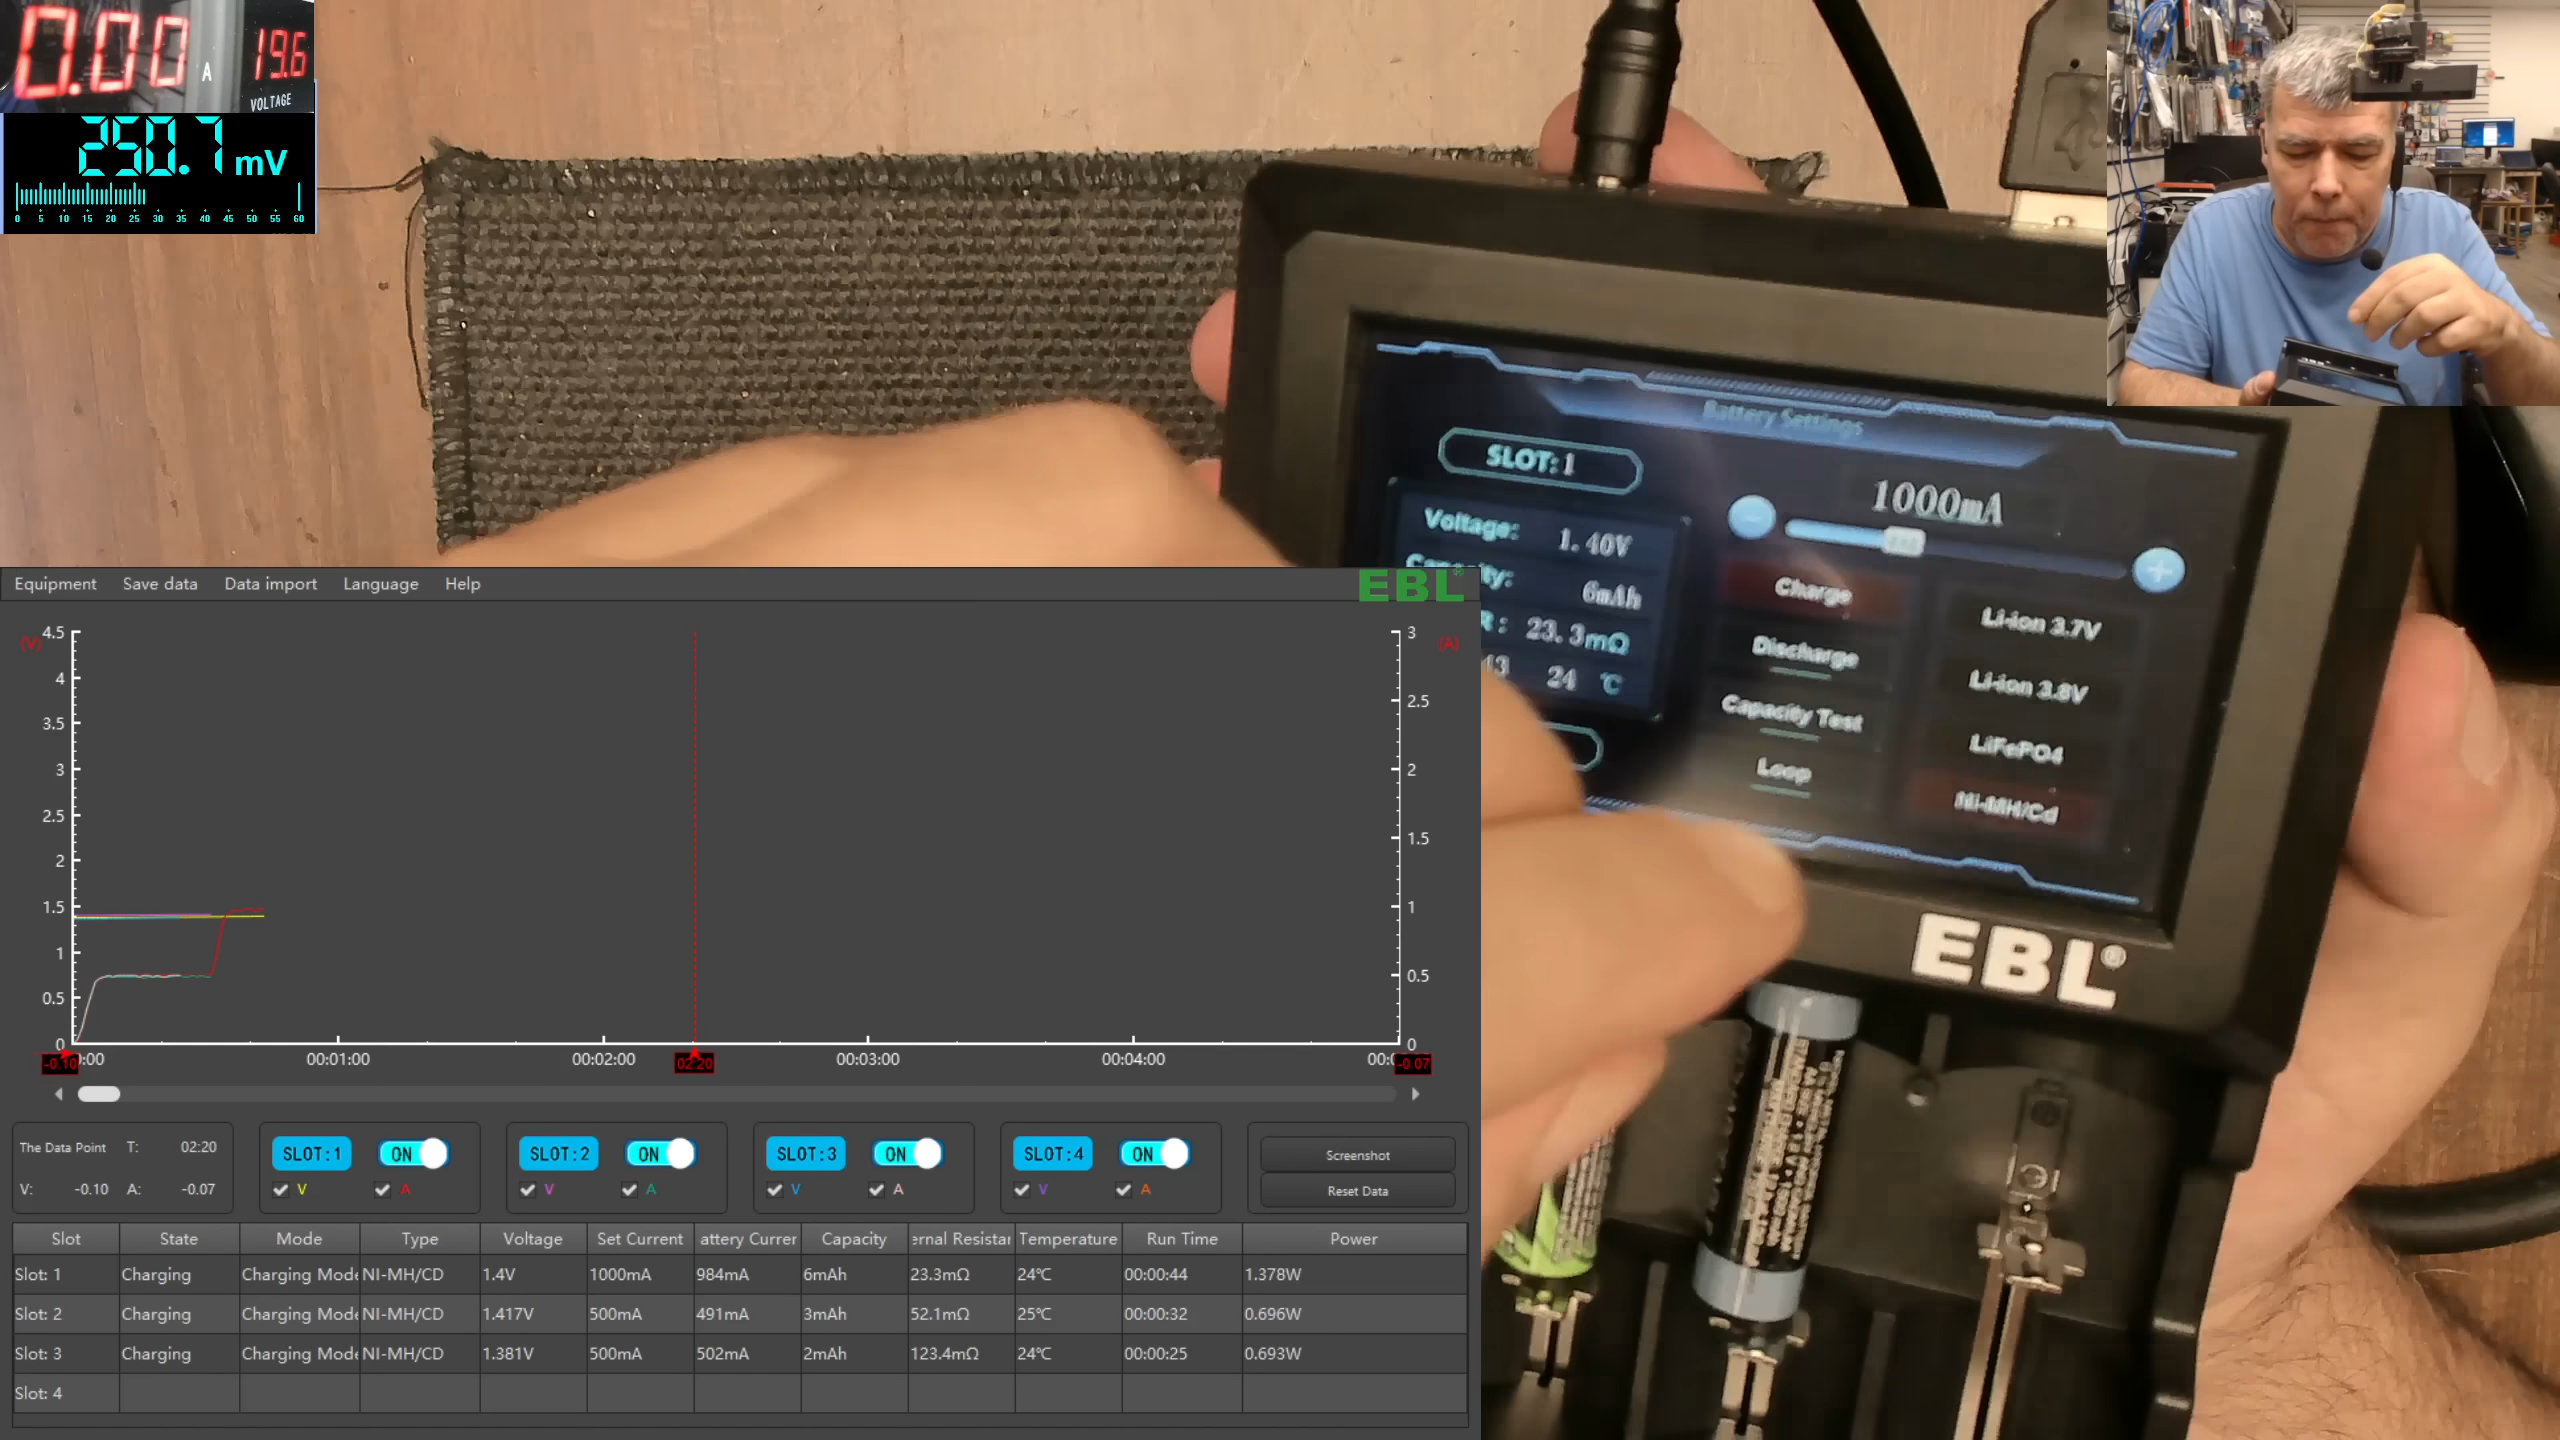 0.00 A 19.6
VOLTAGE
250.7 mV
0 5 10 15 20 25 30 35 40 45 50 55 60
Battery Settings
SLOT:1
1000mA
Voltage: 1.40V
6mAh
23.3mΩ
24 ℃
Charge
Discharge
Capacity Test
Loop
Li-ion 3.7V
Li-ion 3.8V
LiFePO4
Ni-MH/Cd
EBL®
Equipment Save data Data import Language Help
EBL®
(V) 4.5 4 3.5 3 2.5 2 1.5 1 0.5 0
3 (A) 2.5 2 1.5 1 0.5 0
-0.10 0:00 00:01:00 00:02:00 02:20 00:03:00 00:04:00 00:0 -0.07
The Data Point T: 02:20
V: -0.10 A: -0.07
SLOT:1 ON
V A
SLOT:2 ON
V A
SLOT:3 ON
V A
SLOT:4 ON
V A
Screenshot
Reset Data
Slot State Mode Type Voltage Set Current attery Currer Capacity ernal Resistar Temperature Run Time Power
Slot: 1 Charging Charging Mode NI-MH/CD 1.4V 1000mA 984mA 6mAh 23.3mΩ 24℃ 00:00:44 1.378W
Slot: 2 Charging Charging Mode NI-MH/CD 1.417V 500mA 491mA 3mAh 52.1mΩ 25℃ 00:00:32 0.696W
Slot: 3 Charging Charging Mode NI-MH/CD 1.381V 500mA 502mA 2mAh 123.4mΩ 24℃ 00:00:25 0.693W
Slot: 4